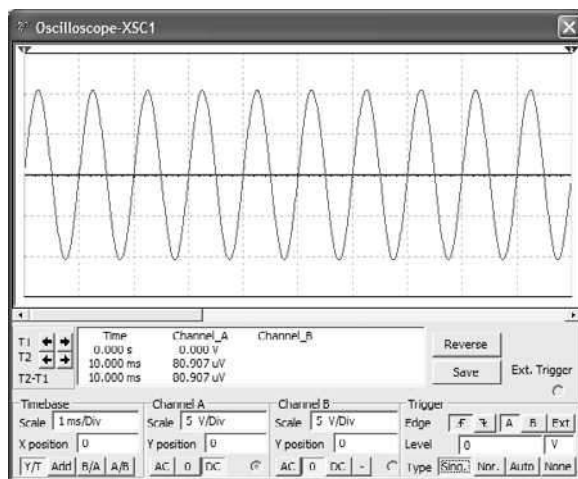 Oscilloscope-XSC1
Time Channel_A Channel_B
T1 0.000 s 0.000 V
T2 10.000 ms 80.907 uV
T2-T1 10.000 ms 80.907 uV
Reverse
Save
Ext. Trigger
Timebase Channel A Channel B Trigger
Scale 1 ms/Div Scale 5 V/Div Scale 5 V/Div Edge A B Ext
X position 0 Y position 0 Y position 0 Level 0 V
Y/T Add B/A A/B AC 0 DC AC 0 DC - Type Sing. Nor. Auto None